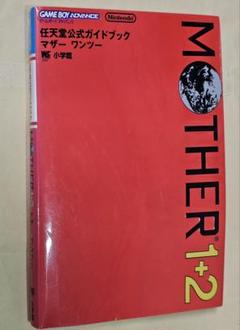 GAME BOY ADVANCE
Nintendo
任天堂公式ガイドブック
マザー ワンツー
小学館
MOTHER 1+2